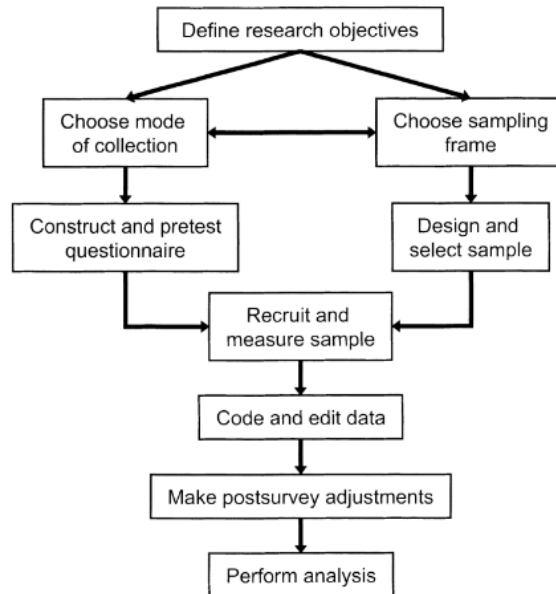 Define research objectives
Choose mode
of collection
Choose sampling
frame
Construct and pretest
questionnaire
Design and
select sample
Recruit and
measure sample
Code and edit data
Make postsurvey adjustments
Perform analysis